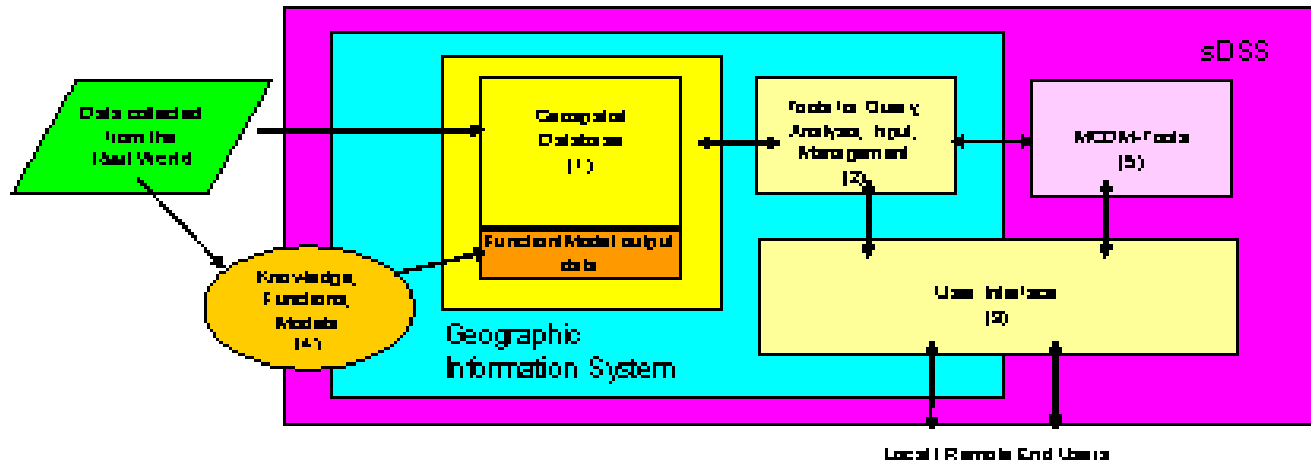 sDSS
Data collected
from the
Real World
Geospatial
Database
(1)
Tools for Query,
Analysis, Input,
Management
(2)
MCDM-Tools
(5)
Function/Model output
data
Knowledge,
Functions,
Models
(4)
User Interface
(3)
Geographic
Information System
Local / Remote End Users